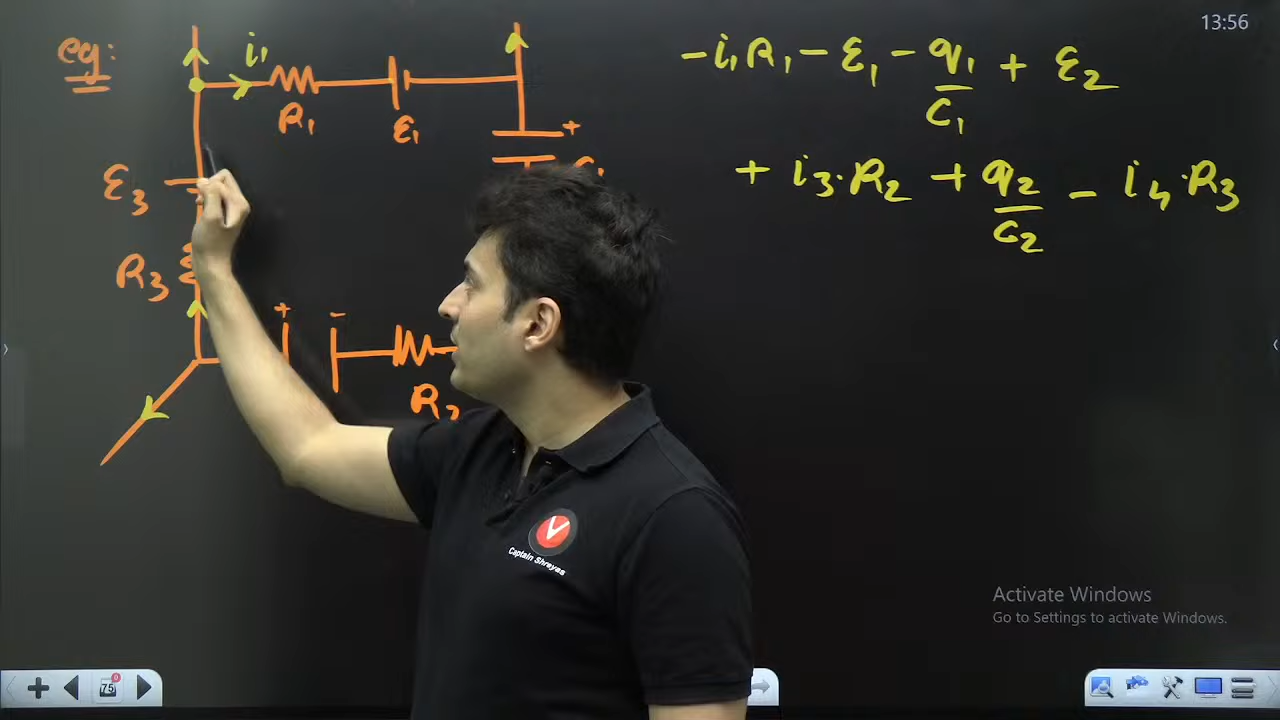 13:56
eg:
i₁
R₁
ε₁
+
ε₃
R₃
+
-
R₂
-i₁R₁ - ε₁ - q₁/C₁ + ε₂
+ i₃.R₂ + q₂/C₂ - i₄.R₃
Captain Shreyas
Activate Windows
Go to Settings to activate Windows.
75